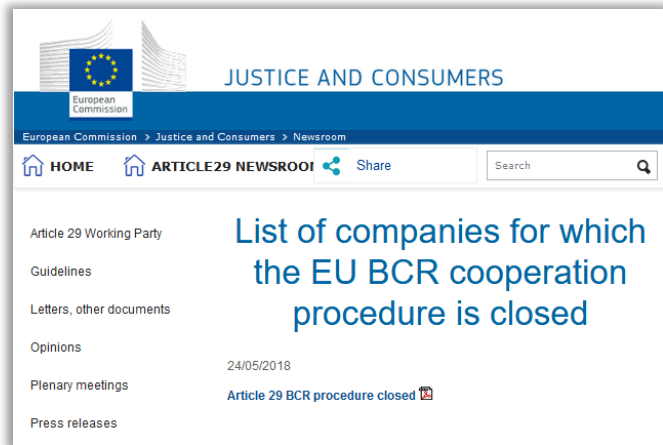 European
Commission
JUSTICE AND CONSUMERS
European Commission > Justice and Consumers > Newsroom
HOME
ARTICLE29 NEWSROO
Share
Search
Article 29 Working Party
Guidelines
Letters, other documents
Opinions
Plenary meetings
Press releases
List of companies for which
the EU BCR cooperation
procedure is closed
24/05/2018
Article 29 BCR procedure closed